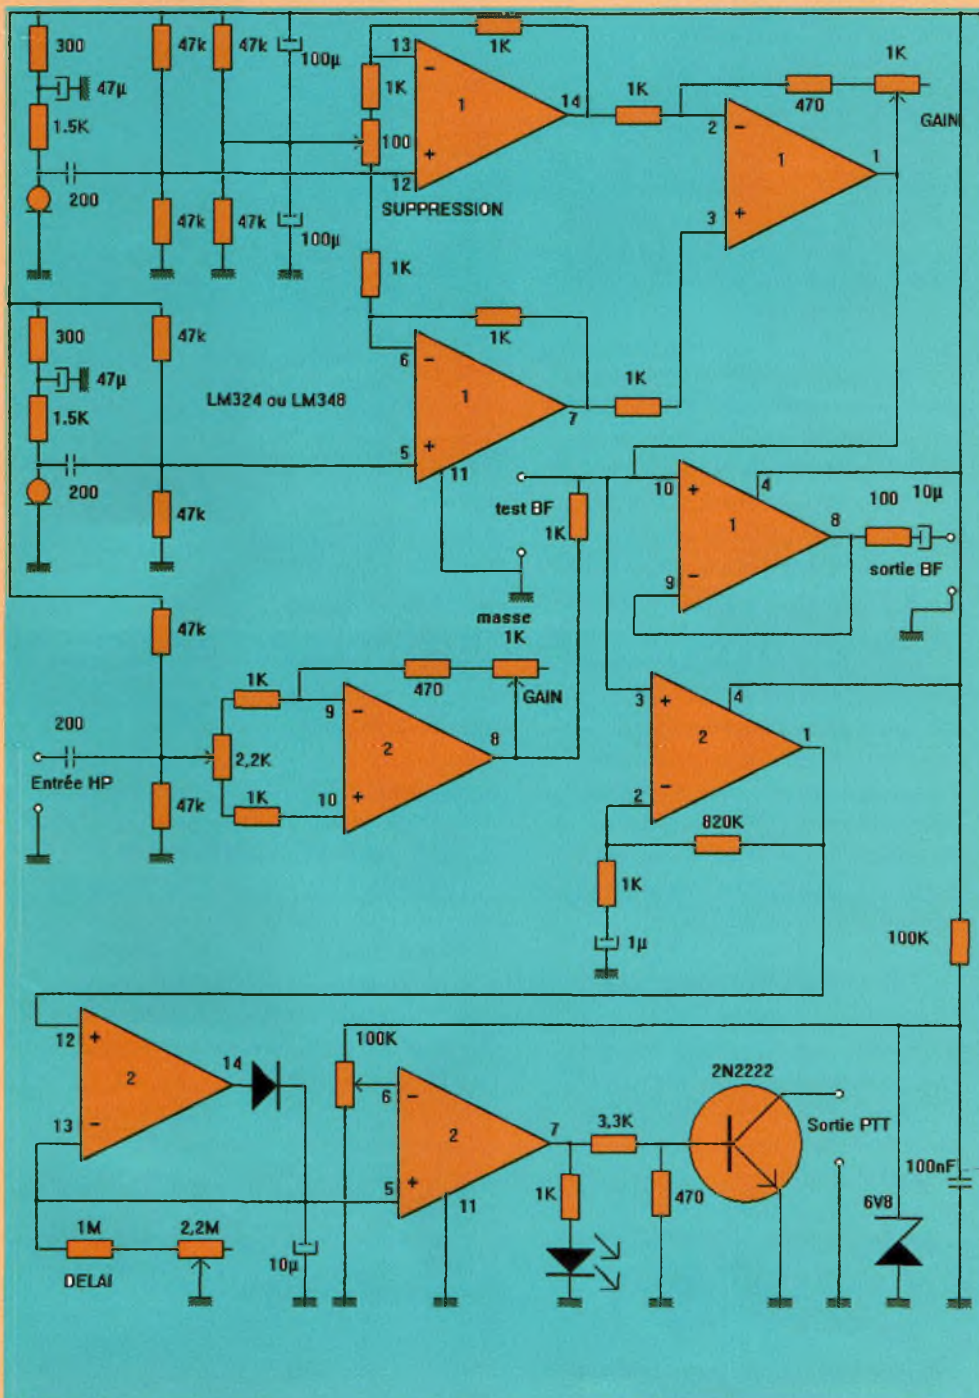 300
47µ
1.5K
200
47k
47k
100µ
47k
47k
100µ
1K
100
SUPPRESSION
1K
13
-
1
+
12
14
1K
1K
470
1K
GAIN
2
-
1
+
3
1
300
47µ
1.5K
200
47k
47k
LM324 ou LM348
1K
6
-
1
+
5
11
7
1K
test BF
masse
1K
10
+
1
-
9
4
8
100
10µ
sortie BF
47k
200
Entrée HP
47k
2,2K
1K
1K
9
-
2
+
10
8
470
1K
GAIN
3
+
2
-
2
4
1
820K
1K
1µ
100K
12
+
2
-
13
14
1M
DELAI
2,2M
10µ
100K
6
-
2
+
5
11
7
3,3K
1K
470
2N2222
Sortie PTT
6V8
100nF